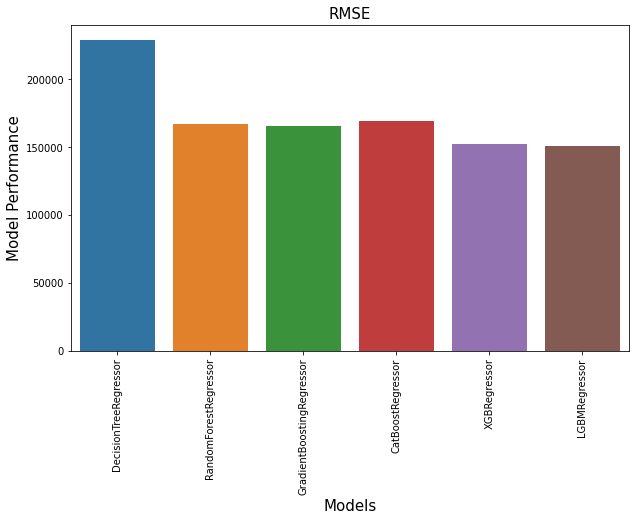 RMSE
Model Performance
200000
150000
100000
50000
0
DecisionTreeRegressor
RandomForestRegressor
GradientBoostingRegressor
CatBoostRegressor
XGBRegressor
LGBMRegressor
Models